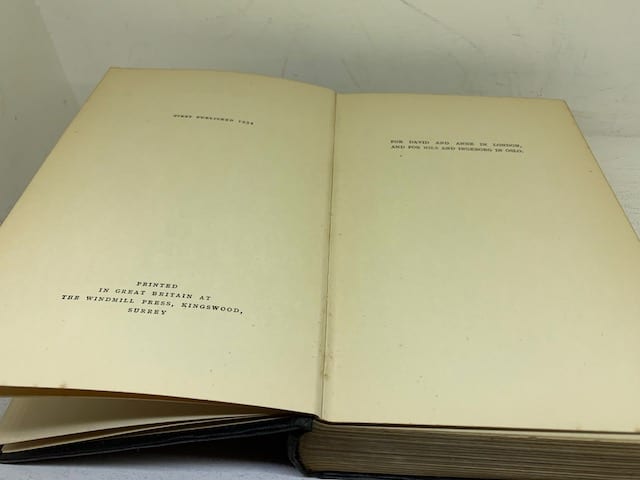 FIRST PUBLISHED 1934
PRINTED
IN GREAT BRITAIN AT
THE WINDMILL PRESS, KINGSWOOD,
SURREY
FOR DAVID AND ANNE IN LONDON,
AND FOR NILS AND INGEBORG IN OSLO.